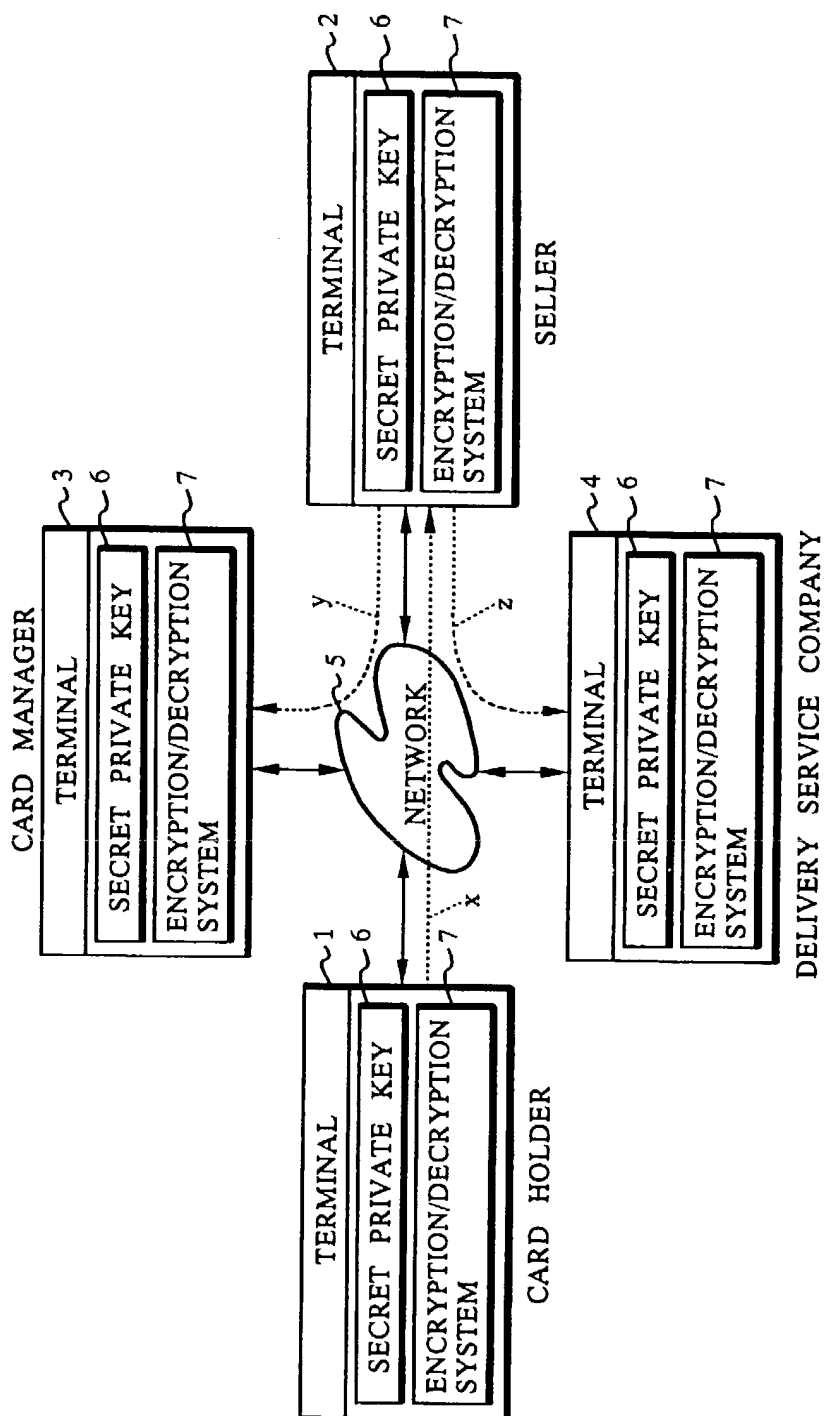 CARD MANAGER
3
TERMINAL
6
SECRET PRIVATE KEY
7
ENCRYPTION/DECRYPTION
SYSTEM
1
TERMINAL
6
SECRET PRIVATE KEY
7
ENCRYPTION/DECRYPTION
SYSTEM
CARD HOLDER
x
5
NETWORK
y
z
2
TERMINAL
6
SECRET PRIVATE KEY
7
ENCRYPTION/DECRYPTION
SYSTEM
SELLER
4
TERMINAL
6
SECRET PRIVATE KEY
7
ENCRYPTION/DECRYPTION
SYSTEM
DELIVERY SERVICE COMPANY